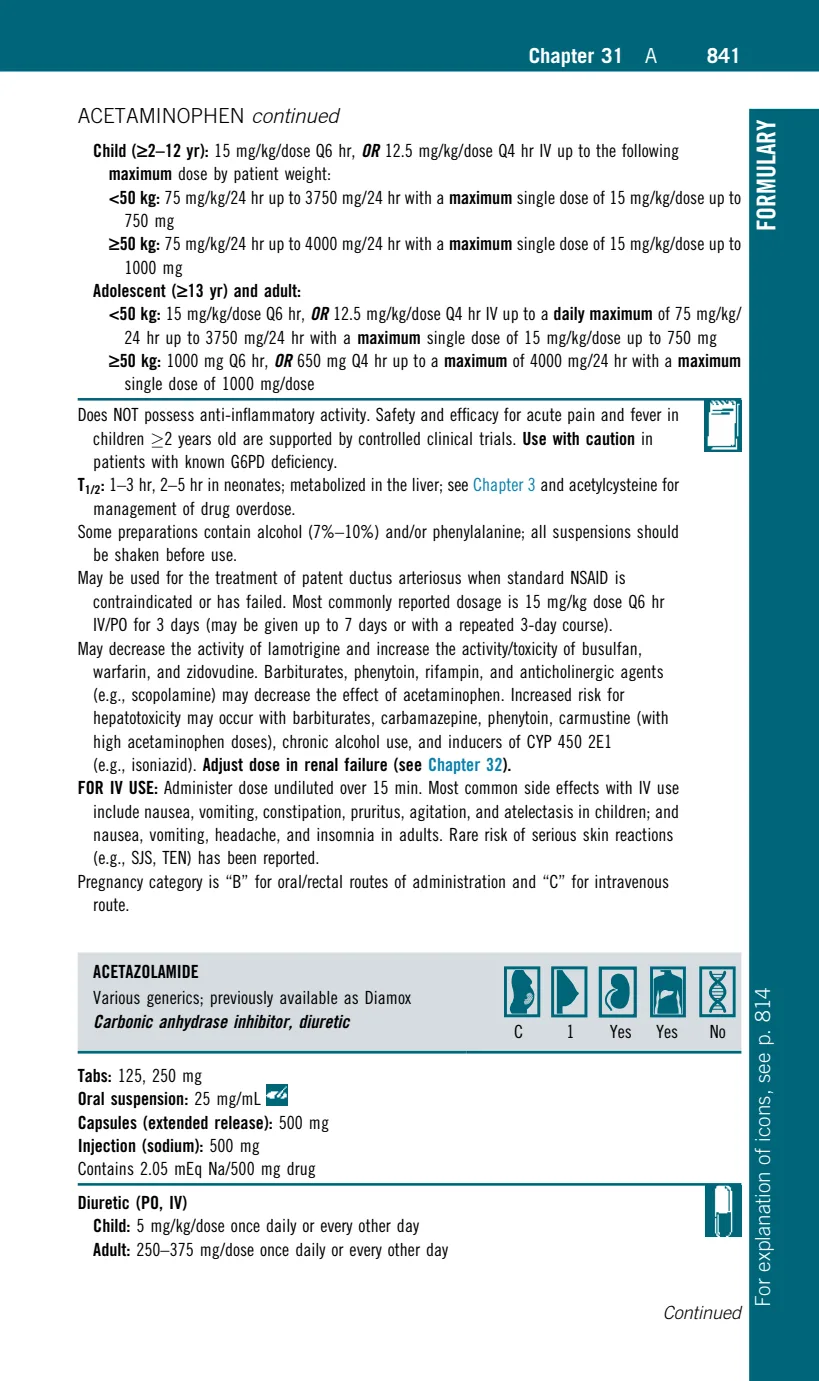 Chapter 31 A 841
ACETAMINOPHEN continued
Child (≥2–12 yr): 15 mg/kg/dose Q6 hr, OR 12.5 mg/kg/dose Q4 hr IV up to the following
maximum dose by patient weight:
<50 kg: 75 mg/kg/24 hr up to 3750 mg/24 hr with a maximum single dose of 15 mg/kg/dose up to
750 mg
≥50 kg: 75 mg/kg/24 hr up to 4000 mg/24 hr with a maximum single dose of 15 mg/kg/dose up to
1000 mg
Adolescent (≥13 yr) and adult:
<50 kg: 15 mg/kg/dose Q6 hr, OR 12.5 mg/kg/dose Q4 hr IV up to a daily maximum of 75 mg/kg/
24 hr up to 3750 mg/24 hr with a maximum single dose of 15 mg/kg/dose up to 750 mg
≥50 kg: 1000 mg Q6 hr, OR 650 mg Q4 hr up to a maximum of 4000 mg/24 hr with a maximum
single dose of 1000 mg/dose
Does NOT possess anti-inflammatory activity. Safety and efficacy for acute pain and fever in
children ≥2 years old are supported by controlled clinical trials. Use with caution in
patients with known G6PD deficiency.
T1/2: 1–3 hr, 2–5 hr in neonates; metabolized in the liver; see Chapter 3 and acetylcysteine for
management of drug overdose.
Some preparations contain alcohol (7%–10%) and/or phenylalanine; all suspensions should
be shaken before use.
May be used for the treatment of patent ductus arteriosus when standard NSAID is
contraindicated or has failed. Most commonly reported dosage is 15 mg/kg dose Q6 hr
IV/PO for 3 days (may be given up to 7 days or with a repeated 3-day course).
May decrease the activity of lamotrigine and increase the activity/toxicity of busulfan,
warfarin, and zidovudine. Barbiturates, phenytoin, rifampin, and anticholinergic agents
(e.g., scopolamine) may decrease the effect of acetaminophen. Increased risk for
hepatotoxicity may occur with barbiturates, carbamazepine, phenytoin, carmustine (with
high acetaminophen doses), chronic alcohol use, and inducers of CYP 450 2E1
(e.g., isoniazid). Adjust dose in renal failure (see Chapter 32).
FOR IV USE: Administer dose undiluted over 15 min. Most common side effects with IV use
include nausea, vomiting, constipation, pruritus, agitation, and atelectasis in children; and
nausea, vomiting, headache, and insomnia in adults. Rare risk of serious skin reactions
(e.g., SJS, TEN) has been reported.
Pregnancy category is “B” for oral/rectal routes of administration and “C” for intravenous
route.
ACETAZOLAMIDE
Various generics; previously available as Diamox
Carbonic anhydrase inhibitor, diuretic
C 1 Yes Yes No
Tabs: 125, 250 mg
Oral suspension: 25 mg/mL
Capsules (extended release): 500 mg
Injection (sodium): 500 mg
Contains 2.05 mEq Na/500 mg drug
Diuretic (PO, IV)
Child: 5 mg/kg/dose once daily or every other day
Adult: 250–375 mg/dose once daily or every other day
Continued
FORMULARY
For explanation of icons, see p. 814